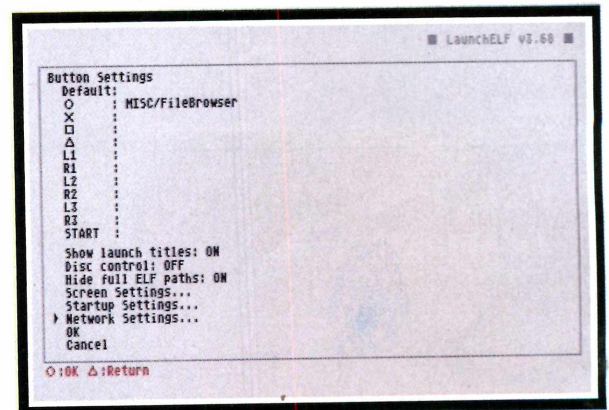 ■ LaunchELF v3.60 ■
Button Settings
Default:
○ : MISC/FileBrowser
✕ :
□ :
△ :
L1 :
R1 :
L2 :
R2 :
L3 :
R3 :
START :
Show launch titles: ON
Disc control: OFF
Hide full ELF paths: ON
Screen Settings...
Startup Settings...
Network Settings...
OK
Cancel
○:OK △:Return